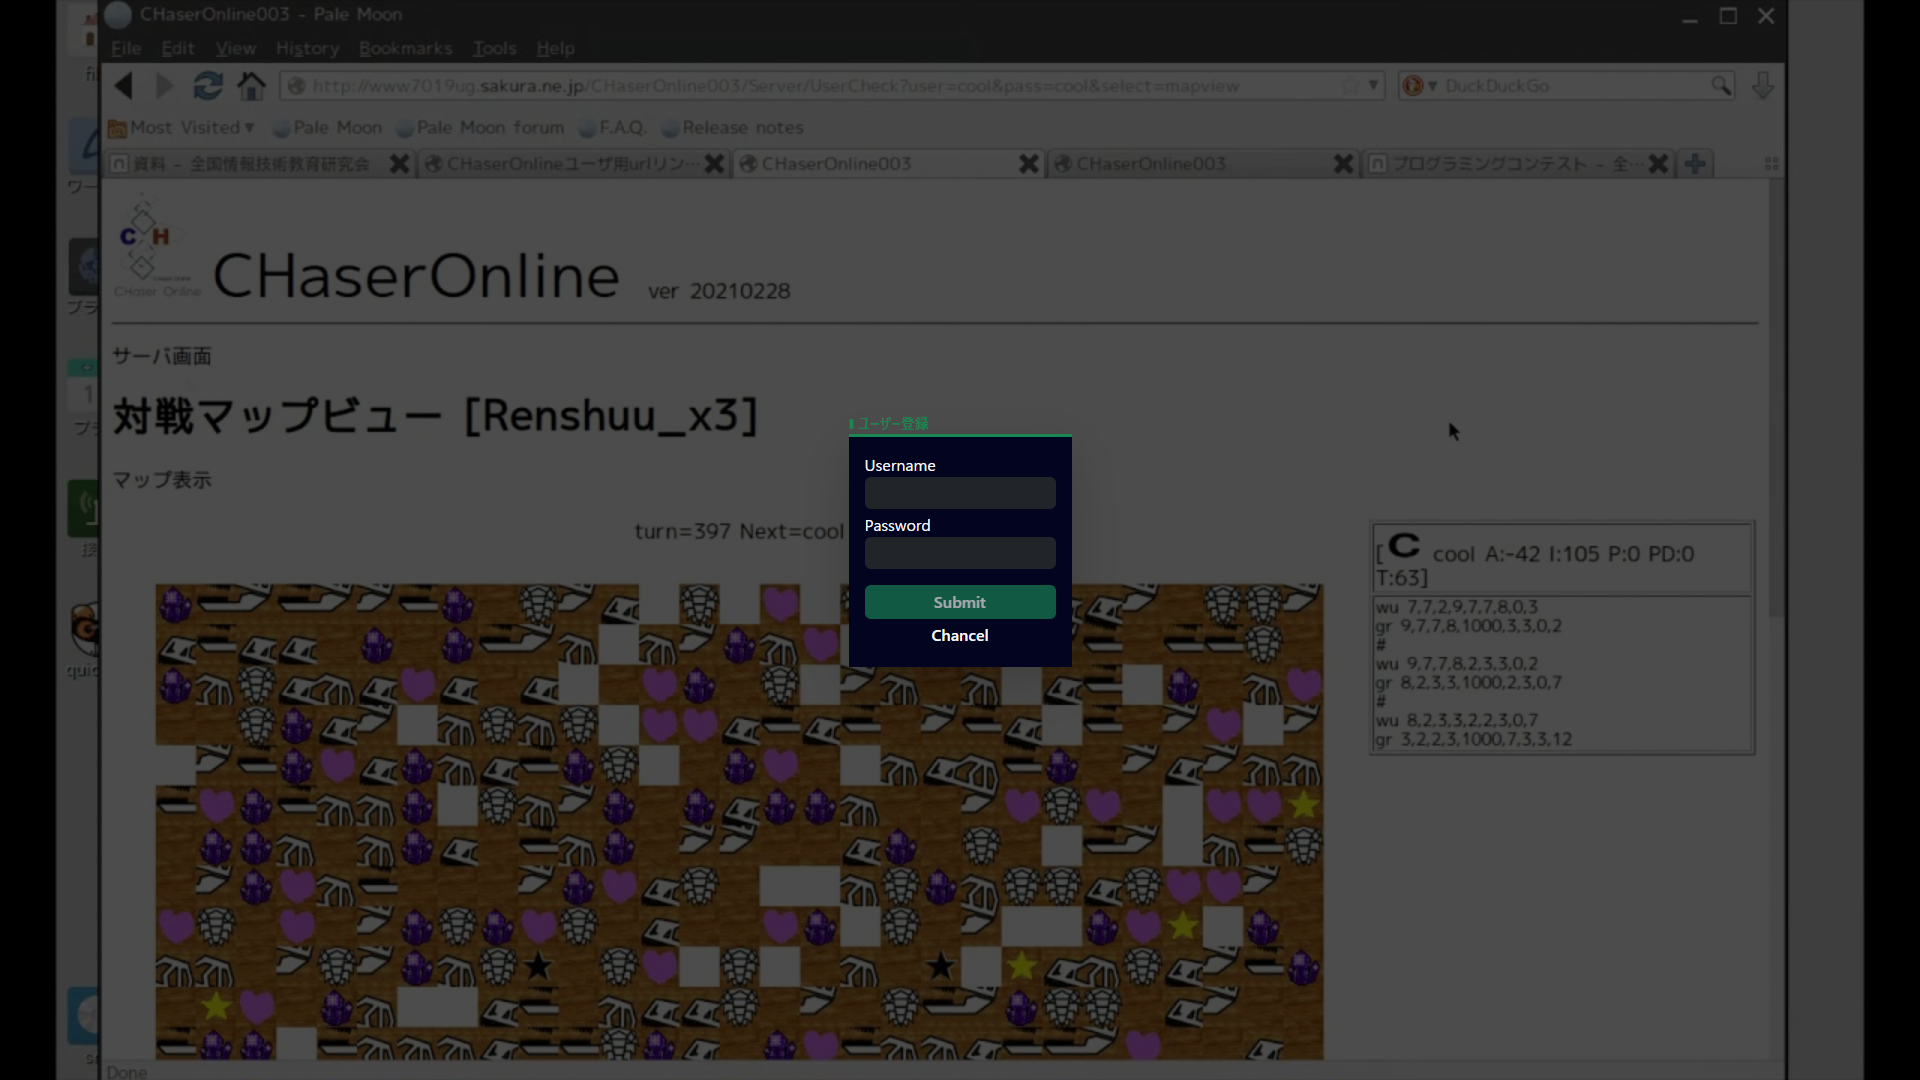 CHaserOnline003 - Pale Moon
File Edit View History Bookmarks Tools Help
http://www7019ug.sakura.ne.jp/CHaserOnline003/Server/UserCheck?user=cool&pass=cool&select=mapview
DuckDuckGo
Most Visited Pale Moon Pale Moon forum F.A.Q. Release notes
資料 - 全国情報技術教育研究会
CHaserOnlineユーザ用urlリン…
CHaserOnline003
CHaserOnline003
プログラミングコンテスト - 全…
C H
CHaser Online
CHaserOnline ver 20210228
サーバ画面
対戦マップビュー [Renshuu_x3]
マップ表示
turn=397 Next=cool
ユーザー登録
Username
Password
Submit
Chancel
[C cool A:-42 I:105 P:0 PD:0
T:63]
wu 7,7,2,9,7,7,8,0,3
gr 9,7,7,8,1000,3,3,0,2
#
wu 9,7,7,8,2,3,3,0,2
gr 8,2,3,3,1000,2,3,0,7
#
wu 8,2,3,3,2,2,3,0,7
gr 3,2,2,3,1000,7,3,3,12
Done